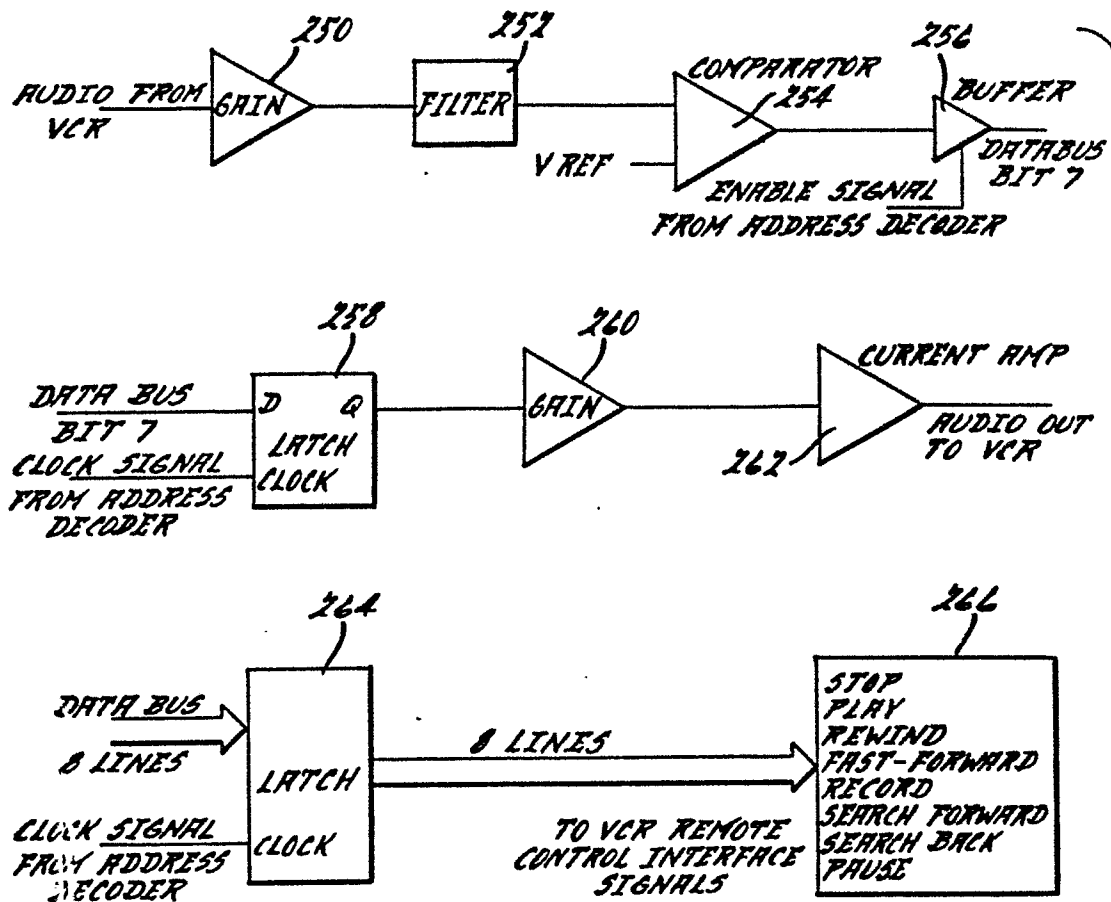 250
252
256
AUDIO FROM
VCR
GAIN
FILTER
COMPARATOR
254
BUFFER
V REF
DATABUS
BIT 7
ENABLE SIGNAL
FROM ADDRESS DECODER
258
260
CURRENT AMP
DATA BUS
BIT 7
D Q
LATCH
CLOCK
GAIN
262
AUDIO OUT
TO VCR
CLOCK SIGNAL
FROM ADDRESS
DECODER
264
266
DATA BUS
8 LINES
LATCH
CLOCK
8 LINES
STOP
PLAY
REWIND
FAST-FORWARD
RECORD
SEARCH FORWARD
SEARCH BACK
PAUSE
CLOCK SIGNAL
FROM ADDRESS
DECODER
TO VCR REMOTE
CONTROL INTERFACE
SIGNALS